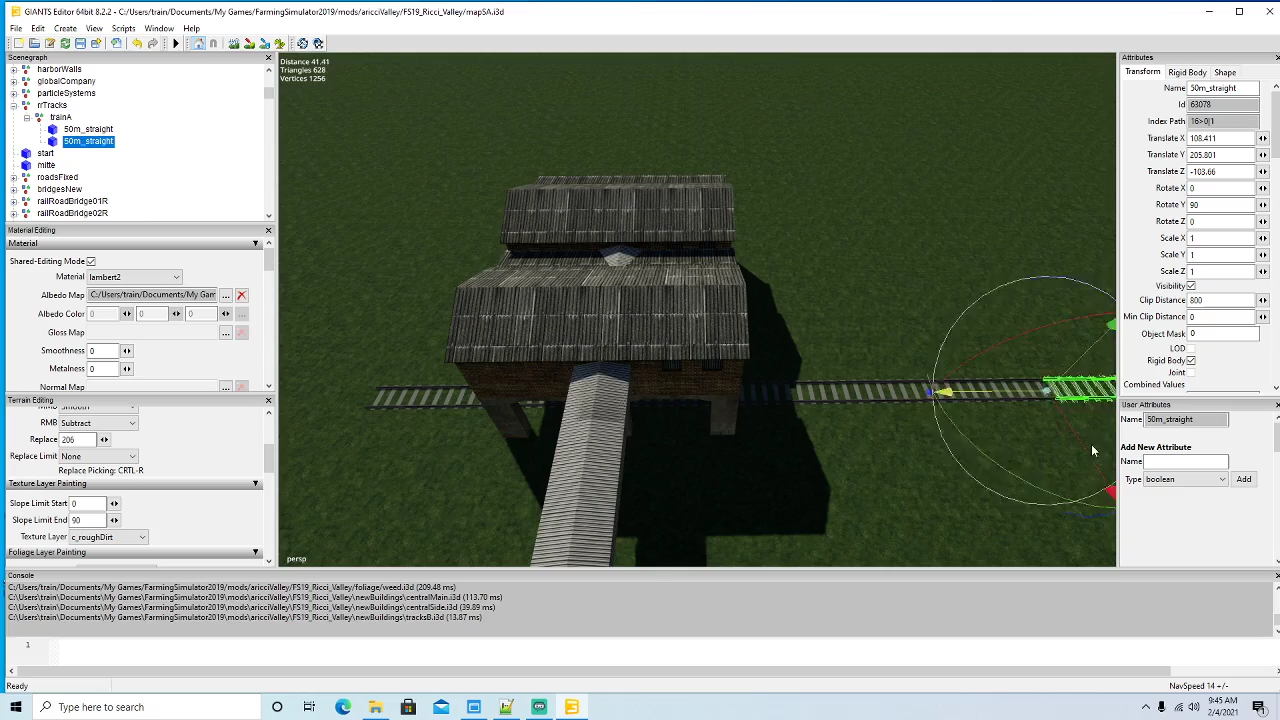 GIANTS Editor 64bit 8.2.2 - C:/Users/train/Documents/My Games/FarmingSimulator2019/mods/aricciValley/FS19_Ricci_Valley/mapSA.i3d
File Edit Create View Scripts Window Help
Scenegraph
harborWalls
globalCompany
particleSystems
rrTracks
trainA
50m_straight
50m_straight
start
mitte
roadsFixed
bridgesNew
railRoadBridge01R
railRoadBridge02R
Material Editing
Material
Shared-Editing Mode
Material lambert2
Albedo Map C:/Users/train/Documents/My Gam ...
Albedo Color 0 0 0 ...
Gloss Map ...
Smoothness 0
Metalness 0
Normal Map ...
Terrain Editing
LMB Smooth
RMB Subtract
Replace 206
Replace Limit None
Replace Picking: CRTL-R
Texture Layer Painting
Slope Limit Start 0
Slope Limit End 90
Texture Layer c_roughDirt
Foliage Layer Painting
Distance 41.41
Triangles 628
Vertices 1256
persp
Attributes
Transform Rigid Body Shape
Name 50m_straight
Id 63078
Index Path 16>0|1
Translate X 108.411
Translate Y 205.801
Translate Z -103.66
Rotate X 0
Rotate Y 90
Rotate Z 0
Scale X 1
Scale Y 1
Scale Z 1
Visibility
Clip Distance 800
Min Clip Distance 0
Object Mask 0
LOD
Rigid Body
Joint
Combined Values
User Attributes
Name 50m_straight
Add New Attribute
Name
Type boolean Add
Console
C:/Users/train/Documents/My Games/FarmingSimulator2019/mods/aricciValley/FS19_Ricci_Valley/foliage/weed.i3d (209.48 ms)
C:/Users\train\Documents\My Games\FarmingSimulator2019\mods\aricciValley\FS19_Ricci_Valley\newBuildings\centralMain.i3d (113.70 ms)
C:/Users\train\Documents\My Games\FarmingSimulator2019\mods\aricciValley\FS19_Ricci_Valley\newBuildings\centralSide.i3d (39.89 ms)
C:/Users\train\Documents\My Games\FarmingSimulator2019\mods\aricciValley\FS19_Ricci_Valley\newBuildings\tracksB.i3d (13.87 ms)
1
Ready
NavSpeed 14 +/-
Type here to search
9:45 AM
2/4/2021